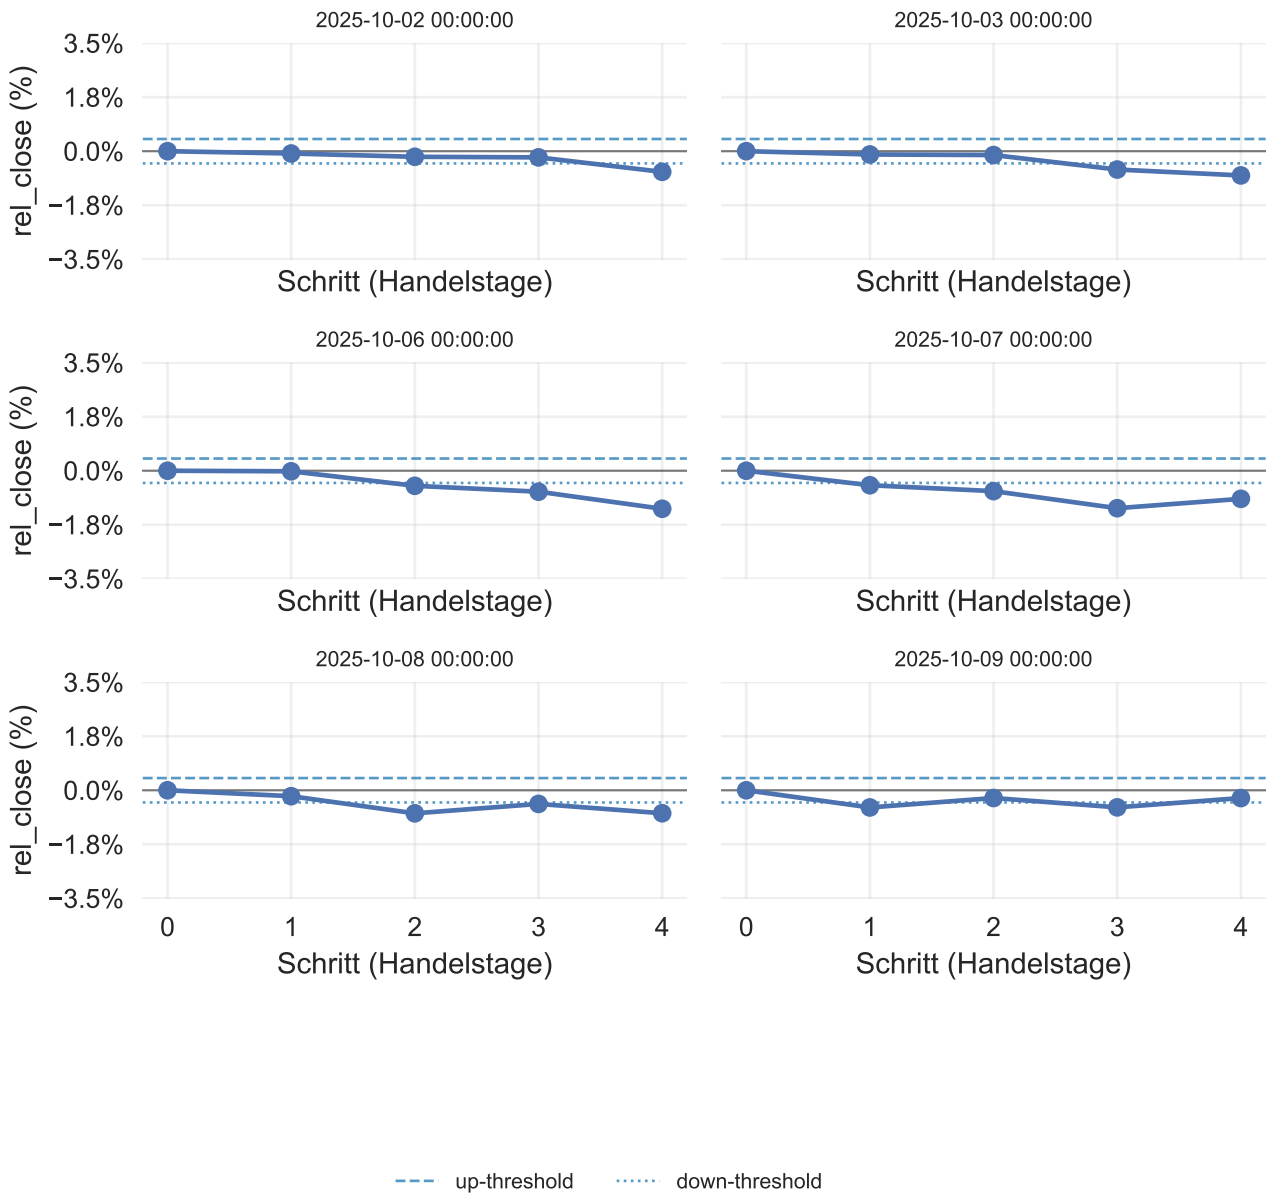 2025-10-02 00:00:00
2025-10-03 00:00:00
rel_close (%)
3.5%
1.8%
0.0%
−1.8%
−3.5%
Schritt (Handelstage)
Schritt (Handelstage)
2025-10-06 00:00:00
2025-10-07 00:00:00
rel_close (%)
3.5%
1.8%
0.0%
−1.8%
−3.5%
Schritt (Handelstage)
Schritt (Handelstage)
2025-10-08 00:00:00
2025-10-09 00:00:00
rel_close (%)
3.5%
1.8%
0.0%
−1.8%
−3.5%
0 1 2 3 4
0 1 2 3 4
Schritt (Handelstage)
Schritt (Handelstage)
up-threshold
down-threshold